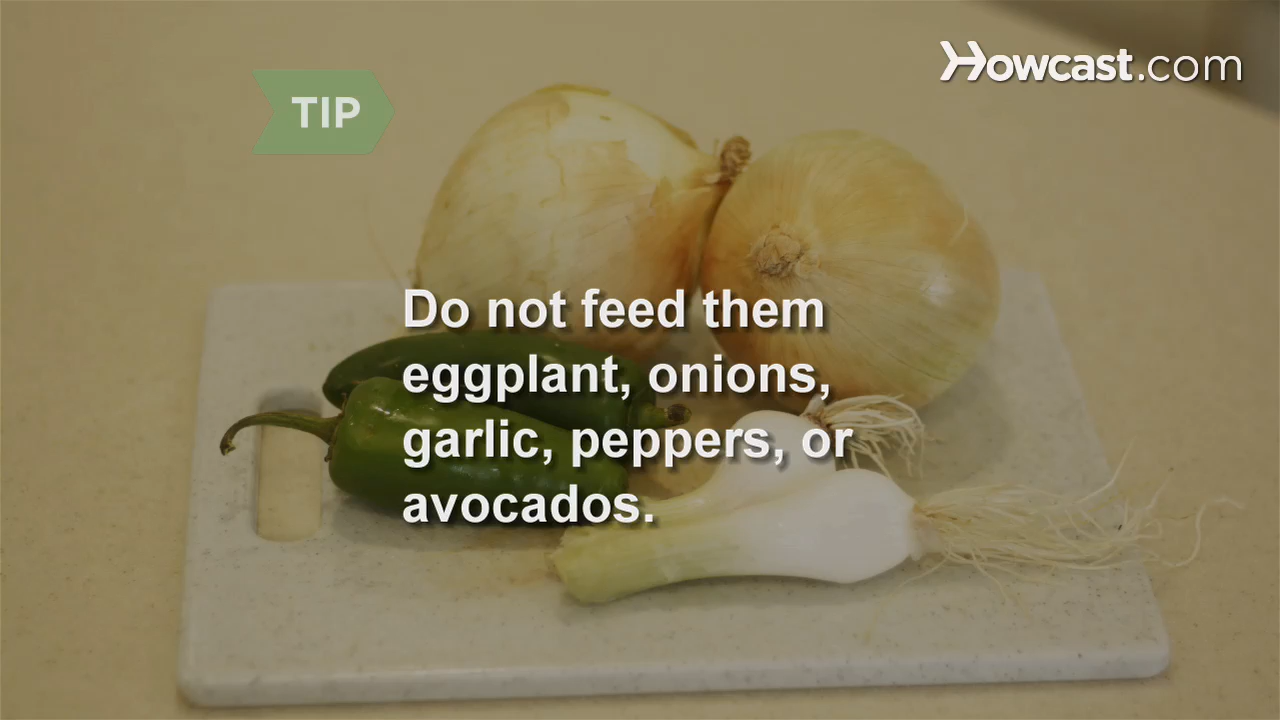 Howcast.com
TIP
Do not feed them
eggplant, onions,
garlic, peppers, or
avocados.